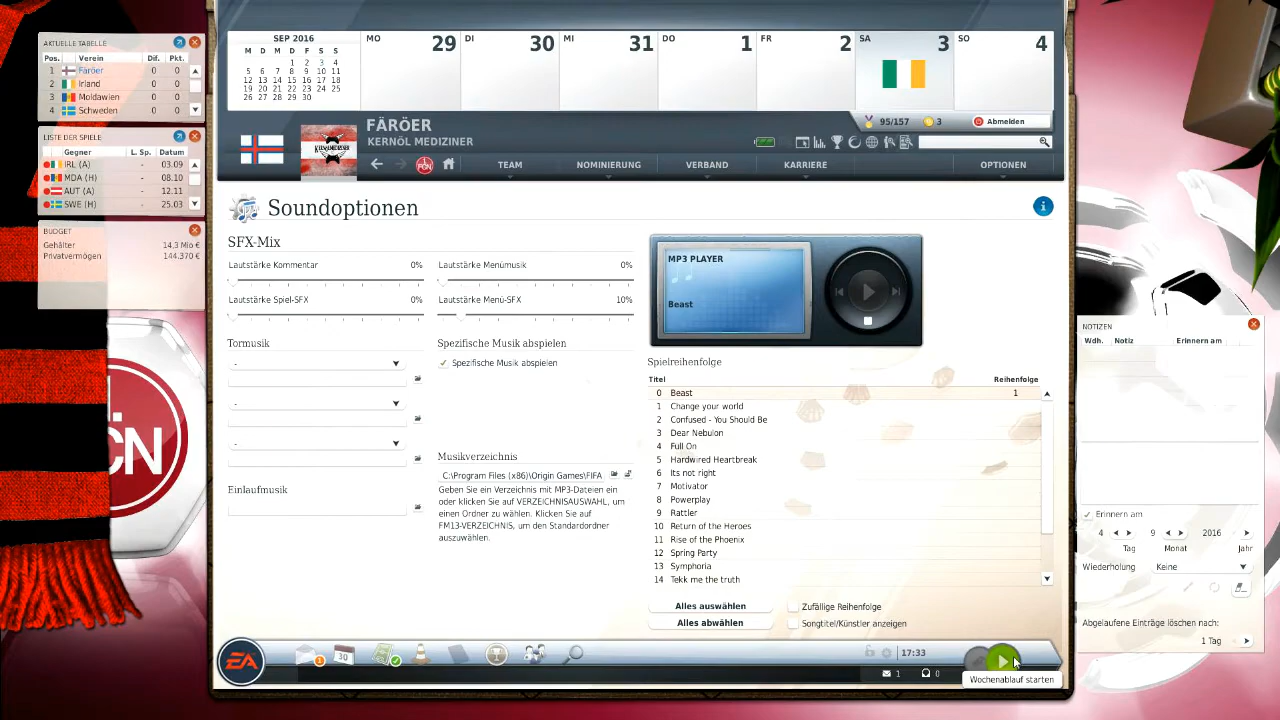 AKTUELLE TABELLE
Pos. Verein Dif. Pkt.
1 Färöer 0 0
2 Irland 0 0
3 Moldawien 0 0
4 Schweden 0 0
LISTE DER SPIELE
Gegner L. Sp. Datum
IRL (A) - 03.09
MDA (H) - 08.10
AUT (A) - 12.11
SWE (H) - 25.03
BUDGET
Gehälter 14,3 Mio €
Privatvermögen 144.370 €
SEP 2016
M D M D F S S
1 2 3 4
5 6 7 8 9 10 11
12 13 14 15 16 17 18
19 20 21 22 23 24 25
26 27 28 29 30
MO 29
DI 30
MI 31
DO 1
FR 2
SA 3
SO 4
FÄRÖER
KERNÖL MEDIZINER
95/157 3 Abmelden
TEAM NOMINIERUNG VERBAND KARRIERE OPTIONEN
Soundoptionen
SFX-Mix
Lautstärke Kommentar 0%
Lautstärke Menümusik 0%
Lautstärke Spiel-SFX 0%
Lautstärke Menü-SFX 10%
Tormusik
-
-
-
Einlaufmusik
Spezifische Musik abspielen
Spezifische Musik abspielen
Musikverzeichnis
C:\Program Files (x86)\Origin Games\FIFA
Geben Sie ein Verzeichnis mit MP3-Dateien ein
oder klicken Sie auf VERZEICHNISAUSWAHL, um
einen Ordner zu wählen. Klicken Sie auf
FM13-VERZEICHNIS, um den Standardordner
auszuwählen.
MP3 PLAYER
Beast
Spielreihenfolge
Titel Reihenfolge
0 Beast 1
1 Change your world
2 Confused - You Should Be
3 Dear Nebulon
4 Full On
5 Hardwired Heartbreak
6 Its not right
7 Motivator
8 Powerplay
9 Rattler
10 Return of the Heroes
11 Rise of the Phoenix
12 Spring Party
13 Symphoria
14 Tekk me the truth
Alles auswählen
Zufällige Reihenfolge
Alles abwählen
Songtitel/Künstler anzeigen
NOTIZEN
Wdh. Notiz Erinnern am
Erinnern am
4 9 2016
Tag Monat Jahr
Wiederholung Keine
Abgelaufene Einträge löschen nach:
1 Tag
EA
1
30
17:33
1 0
Wochenablauf starten